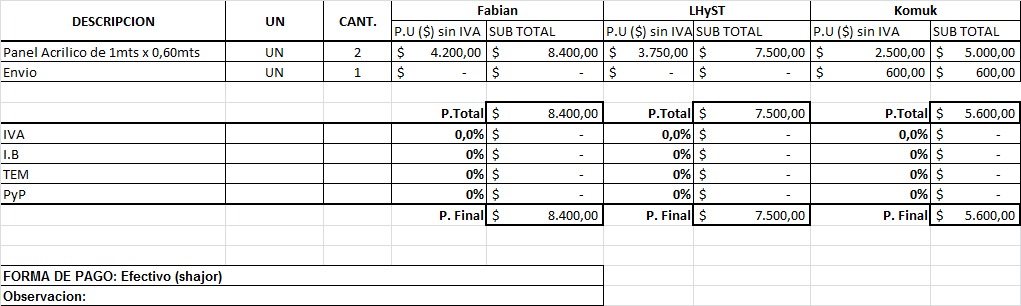 DESCRIPCION UN CANT. Fabian LHyST Komuk
P.U ($) sin IVA SUB TOTAL P.U ($) sin IVA SUB TOTAL P.U ($) sin IVA SUB TOTAL
Panel Acrilico de 1mts x 0,60mts UN 2 $ 4.200,00 $ 8.400,00 $ 3.750,00 $ 7.500,00 $ 2.500,00 $ 5.000,00
Envio UN 1 $ - $ - $ - $ - $ 600,00 $ 600,00
P.Total $ 8.400,00 P.Total $ 7.500,00 P.Total $ 5.600,00
IVA 0,0% $ - 0,0% $ - 0,0% $ -
I.B 0% $ - 0% $ - 0% $ -
TEM 0% $ - 0% $ - 0% $ -
PyP 0% $ - 0% $ - 0% $ -
P. Final $ 8.400,00 P. Final $ 7.500,00 P. Final $ 5.600,00
FORMA DE PAGO: Efectivo (shajor)
Observacion: